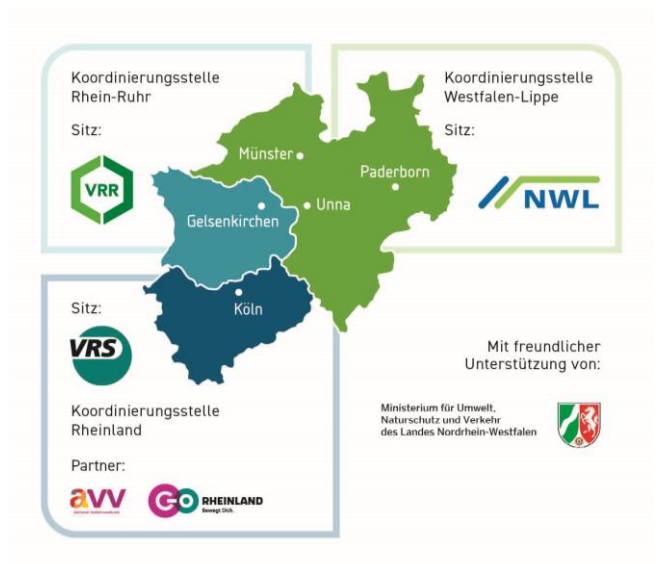 Koordinierungsstelle
Rhein-Ruhr
Sitz:
VRR
Koordinierungsstelle
Westfalen-Lippe
Sitz:
NWL
Münster
Paderborn
Unna
Gelsenkirchen
Köln
Sitz:
VRS
Koordinierungsstelle
Rheinland
Partner:
avv
GO RHEINLAND
Bewegt Dich.
Mit freundlicher
Unterstützung von:
Ministerium für Umwelt,
Naturschutz und Verkehr
des Landes Nordrhein-Westfalen